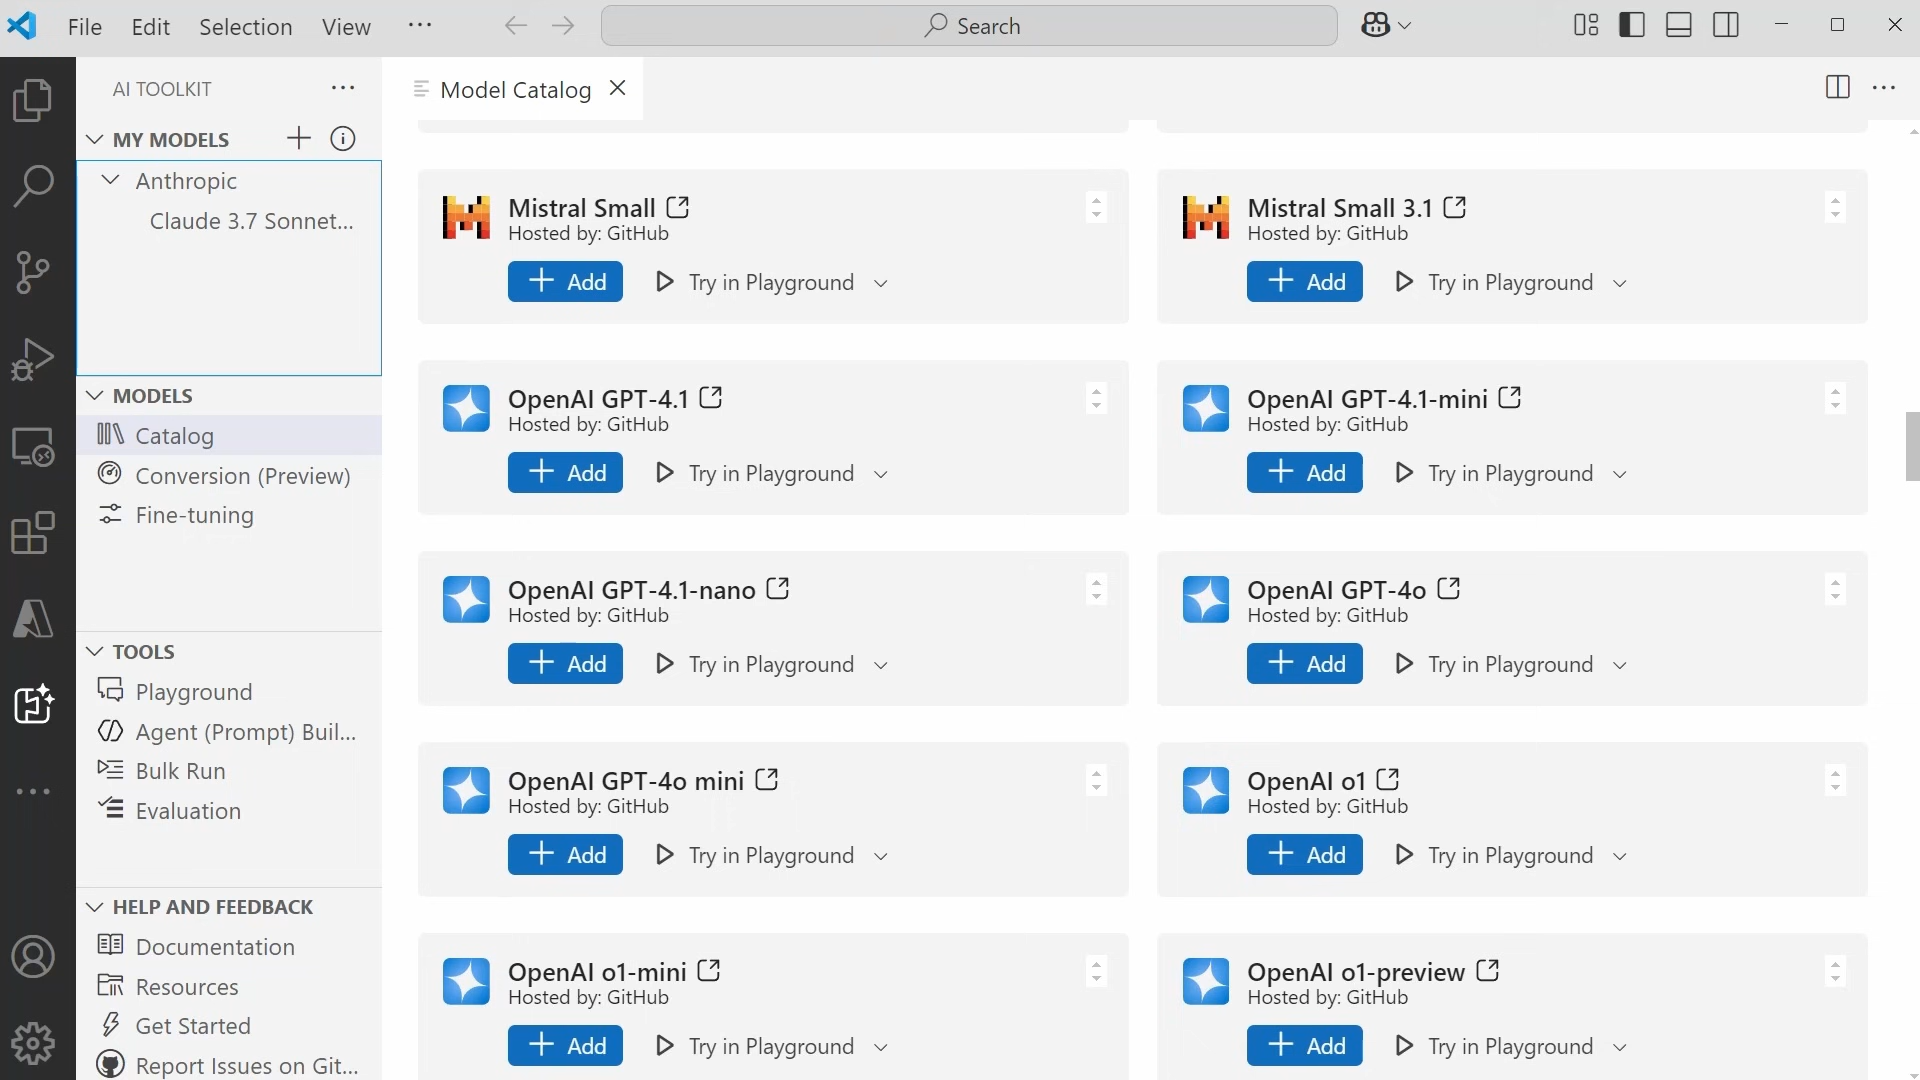 File Edit Selection View ··· Search
AI TOOLKIT ···
MY MODELS
Anthropic
Claude 3.7 Sonnet...
MODELS
Catalog
Conversion (Preview)
Fine-tuning
TOOLS
Playground
Agent (Prompt) Buil...
Bulk Run
Evaluation
HELP AND FEEDBACK
Documentation
Resources
Get Started
Report Issues on Git...
Model Catalog
Mistral Small
Hosted by: GitHub
Add Try in Playground
Mistral Small 3.1
Hosted by: GitHub
Add Try in Playground
OpenAI GPT-4.1
Hosted by: GitHub
Add Try in Playground
OpenAI GPT-4.1-mini
Hosted by: GitHub
Add Try in Playground
OpenAI GPT-4.1-nano
Hosted by: GitHub
Add Try in Playground
OpenAI GPT-4o
Hosted by: GitHub
Add Try in Playground
OpenAI GPT-4o mini
Hosted by: GitHub
Add Try in Playground
OpenAI o1
Hosted by: GitHub
Add Try in Playground
OpenAI o1-mini
Hosted by: GitHub
Add Try in Playground
OpenAI o1-preview
Hosted by: GitHub
Add Try in Playground